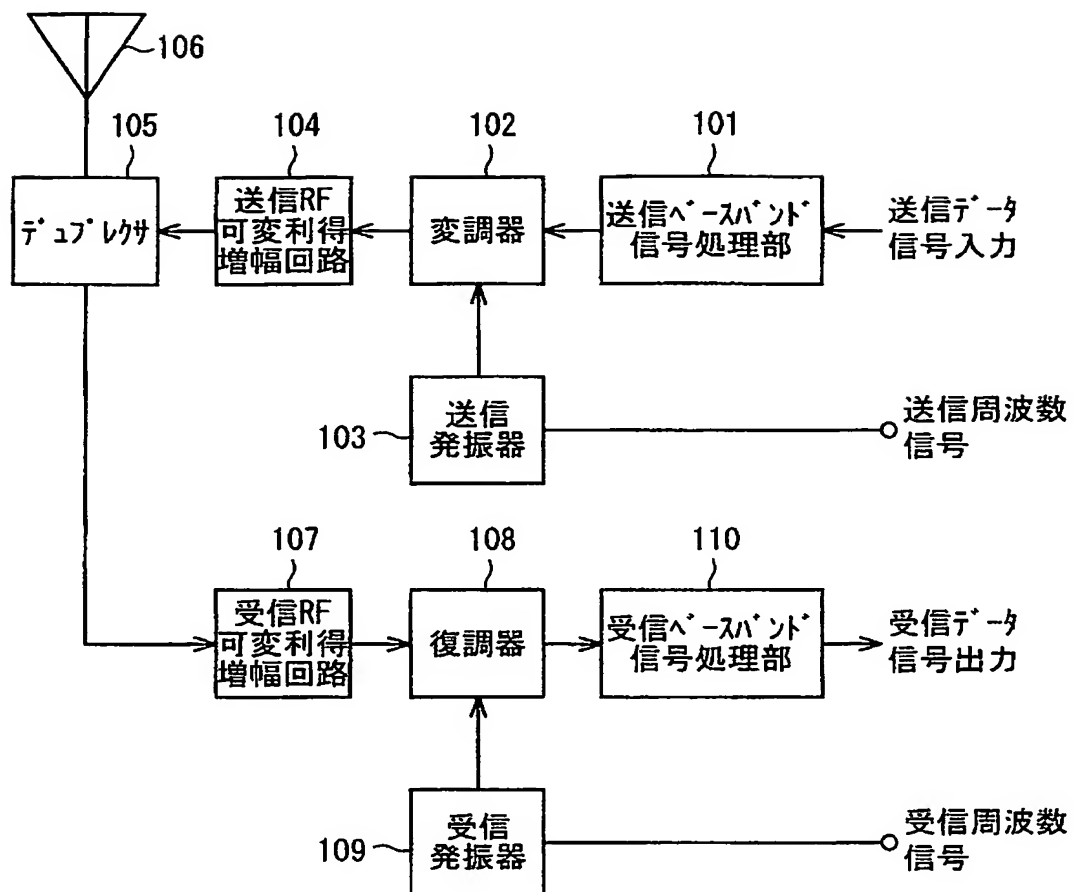 106
105
104
102
101
デュプレクサ
送信RF
可変利得
増幅回路
変調器
送信ベースバンド
信号処理部
送信データ
信号入力
103
送信
発振器
送信周波数
信号
107
108
110
受信RF
可変利得
増幅回路
復調器
受信ベースバンド
信号処理部
受信データ
信号出力
109
受信
発振器
受信周波数
信号